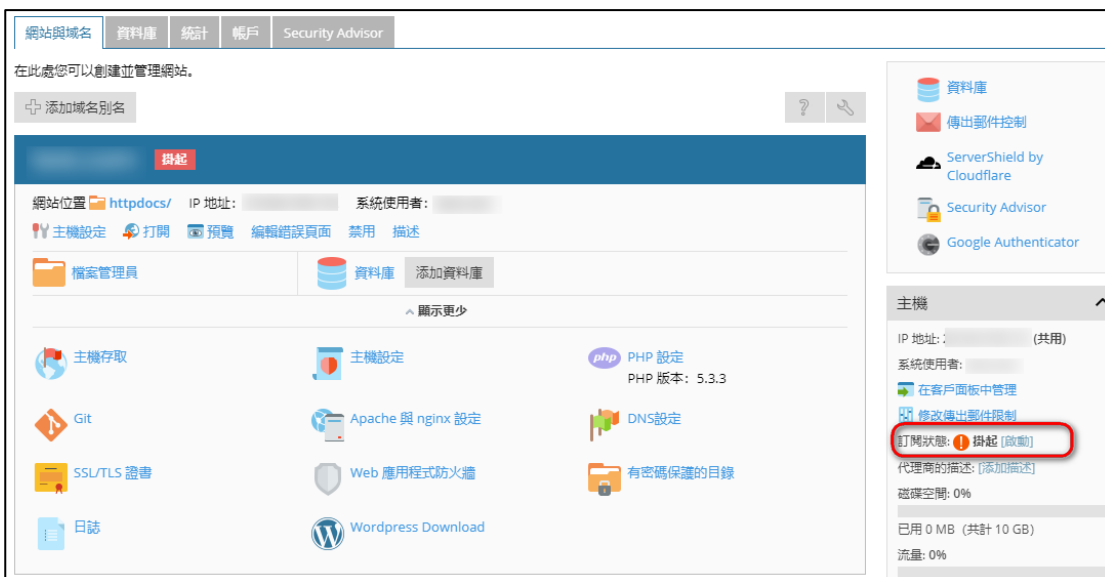 網站與域名 資料庫 統計 帳戶 Security Advisor
在此處您可以創建並管理網站。
添加域名別名 ?
掛起
網站位置 httpdocs/ IP 地址: 系統使用者:
主機設定 打開 預覽 編輯錯誤頁面 禁用 描述
檔案管理員 資料庫 添加資料庫
顯示更少
主機存取 主機設定 php PHP 設定
PHP 版本: 5.3.3
Git Apache 與 nginx 設定 DNS設定
SSL/TLS 證書 Web 應用程式防火牆 有密碼保護的目錄
日誌 Wordpress Download
資料庫
傳出郵件控制
ServerShield by
Cloudflare
Security Advisor
Google Authenticator
主機
IP 地址: (共用)
系統使用者:
在客戶面板中管理
修改傳出郵件限制
訂閱狀態: 掛起 [啟動]
代理商的描述: [添加描述]
磁碟空間: 0%
已用 0 MB (共計 10 GB)
流量: 0%